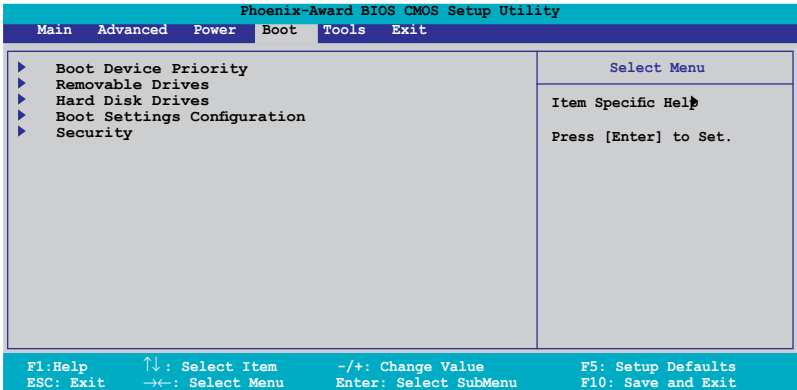 Phoenix-Award BIOS CMOS Setup Utility
Main Advanced Power Boot Tools Exit
Boot Device Priority
Removable Drives
Hard Disk Drives
Boot Settings Configuration
Security
Select Menu
Item Specific Help
Press [Enter] to Set.
F1:Help ↑↓ : Select Item -/+: Change Value F5: Setup Defaults
ESC: Exit →←: Select Menu Enter: Select SubMenu F10: Save and Exit